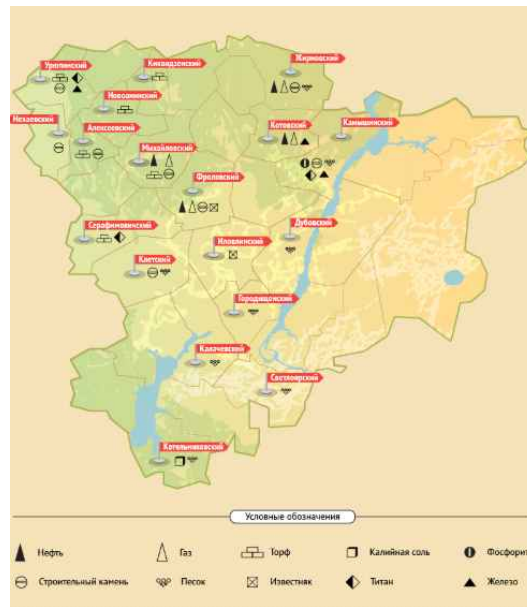 Урюпинский
Киквидзенский
Жирновский
Новоаннинский
Нехаевский
Алексеевский
Котовский
Камышинский
Михайловский
Фроловский
Серафимовичский
Дубовский
Иловлинский
Клетский
Городищенский
Калачевский
Светлоярский
Котельниковский
Условные обозначения
Нефть
Газ
Торф
Калийная соль
Фосфорит
Строительный камень
Песок
Известняк
Титан
Железо